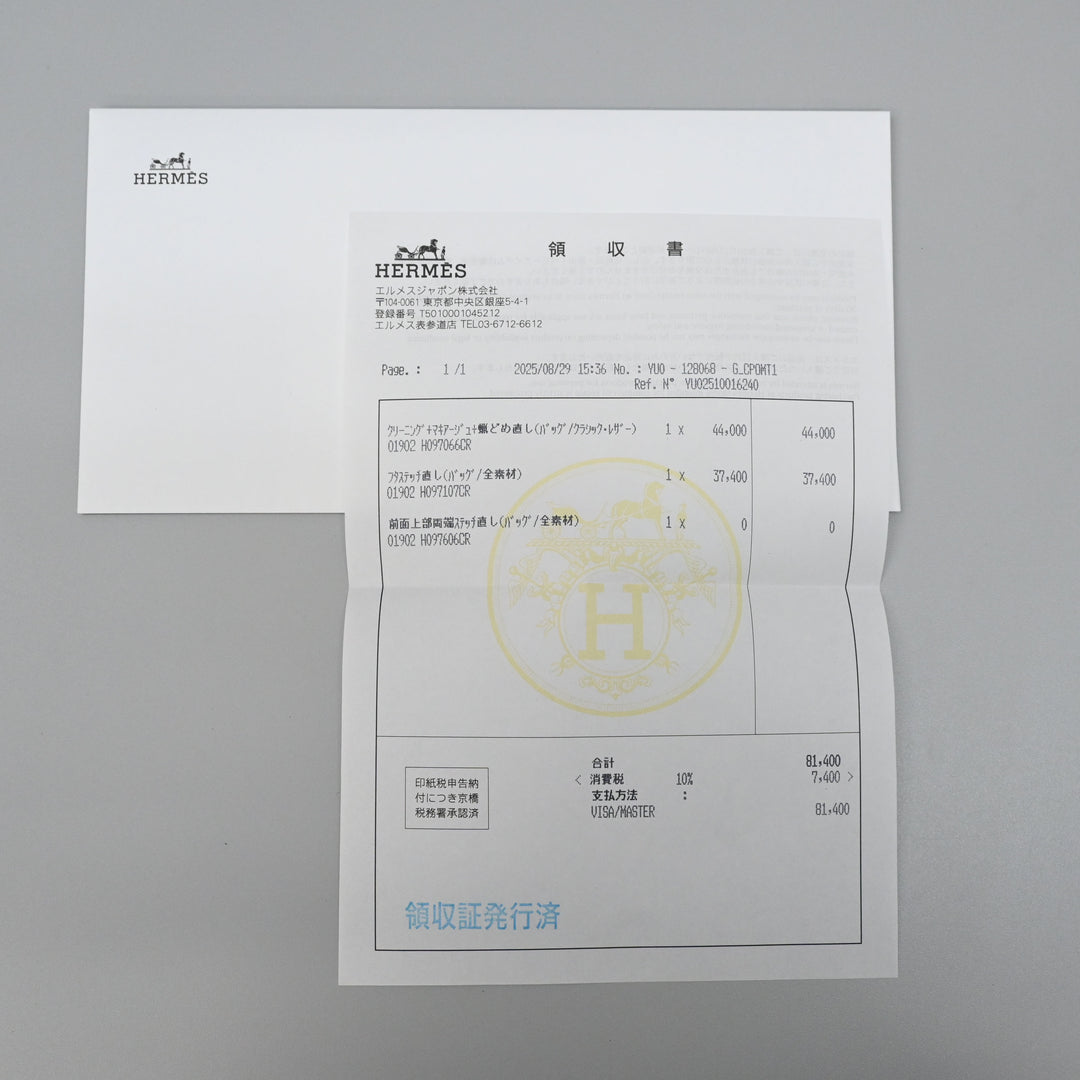 HERMÈS
HERMÈS
領収書
エルメスジャポン株式会社
〒104-0061 東京都中央区銀座5-4-1
登録番号 T5010001045212
エルメス表参道店 TEL03-6712-6612
Page. : 1 /1 2025/08/29 15:36 No. : YUO - 128068 - G_CPOMT1
Ref. N° YUO2510016240
クリーニング+マキアージュ+蝋どめ直し(バッグ/クラシック・レザー) 1 x 44,000 44,000
01902 H097066CR
フタステッチ直し(バッグ/全素材) 1 x 37,400 37,400
01902 H097107CR
前面上部両端ステッチ直し(バッグ/全素材) 1 x 0 0
01902 H097606CR
H
合計 81,400
< 消費税 10% 7,400 >
支払方法 :
VISA/MASTER 81,400
印紙税申告納
付につき京橋
税務署承認済
領収証発行済